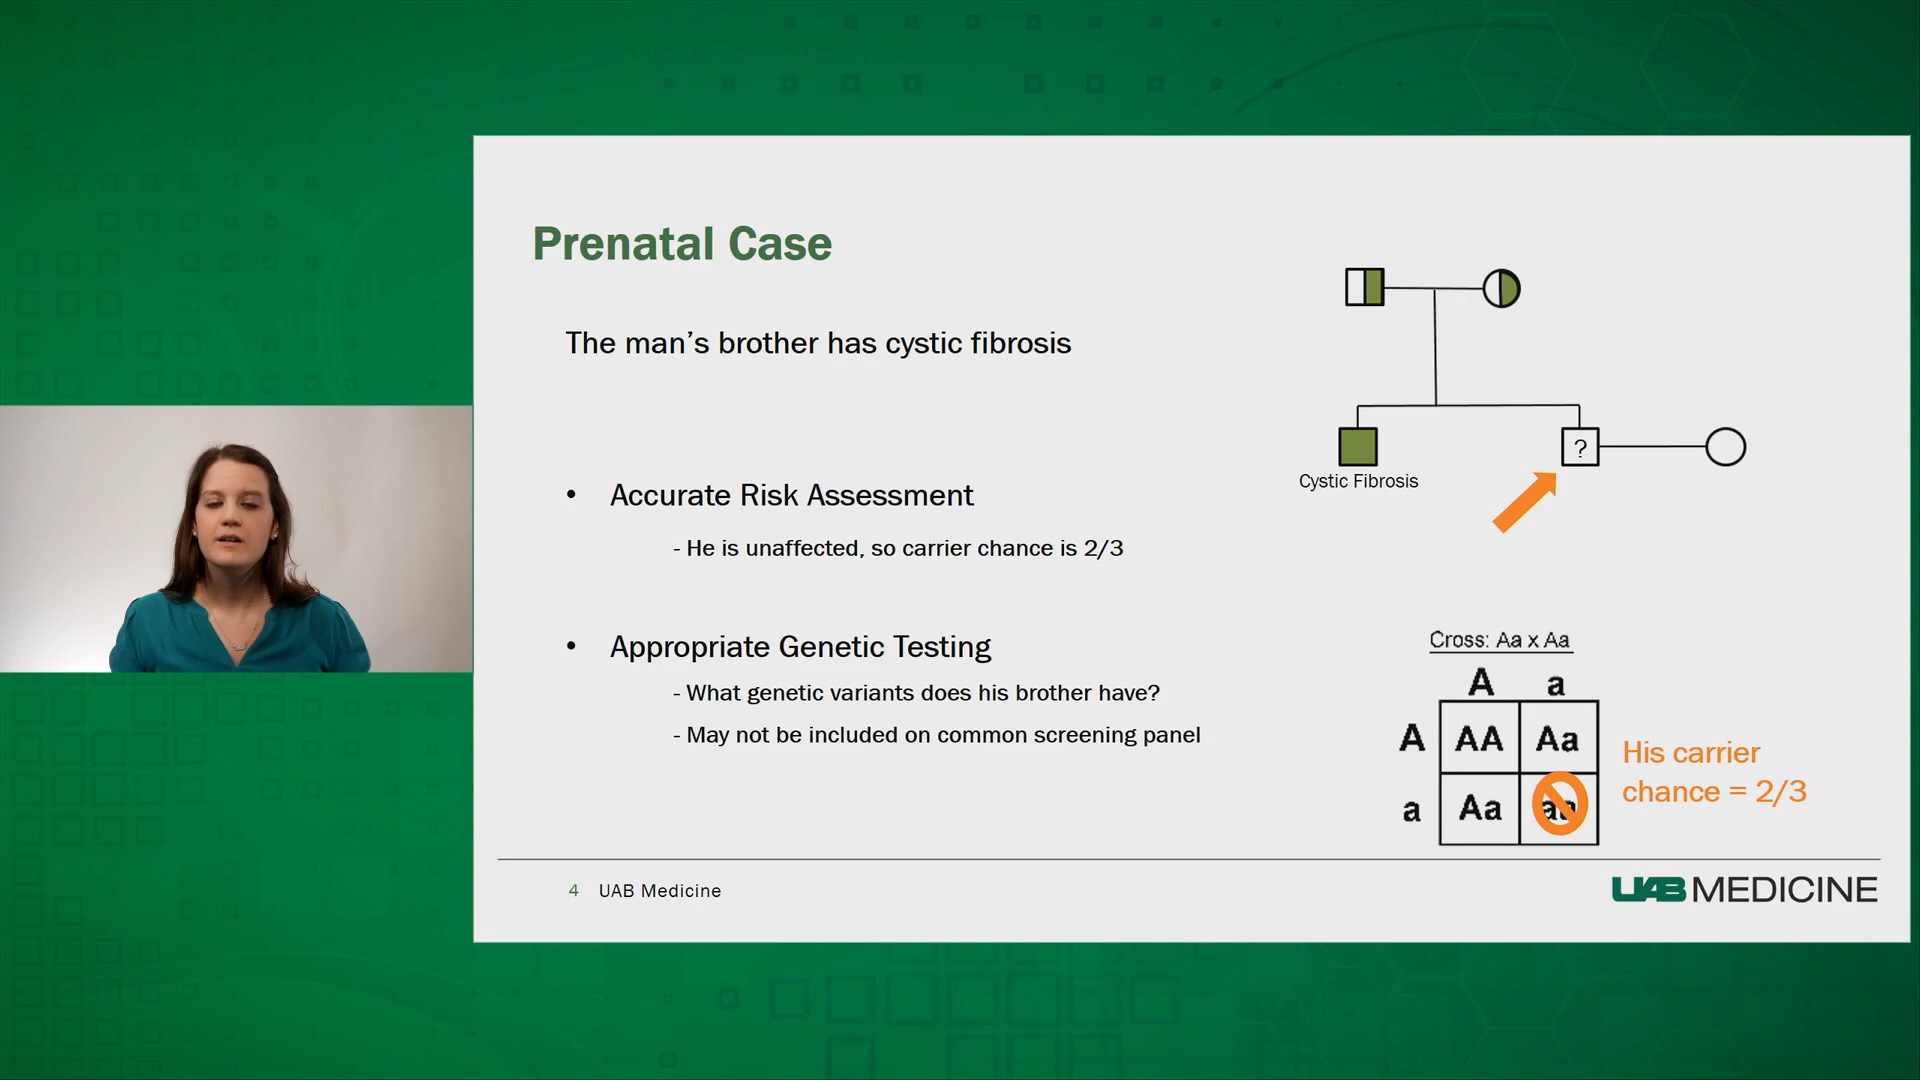 Prenatal Case
The man's brother has cystic fibrosis
• Accurate Risk Assessment
- He is unaffected, so carrier chance is 2/3
• Appropriate Genetic Testing
- What genetic variants does his brother have?
- May not be included on common screening panel
?
Cystic Fibrosis
Cross: Aa x Aa
A a
A AA Aa
a Aa aa
His carrier
chance = 2/3
4 UAB Medicine
UAB MEDICINE